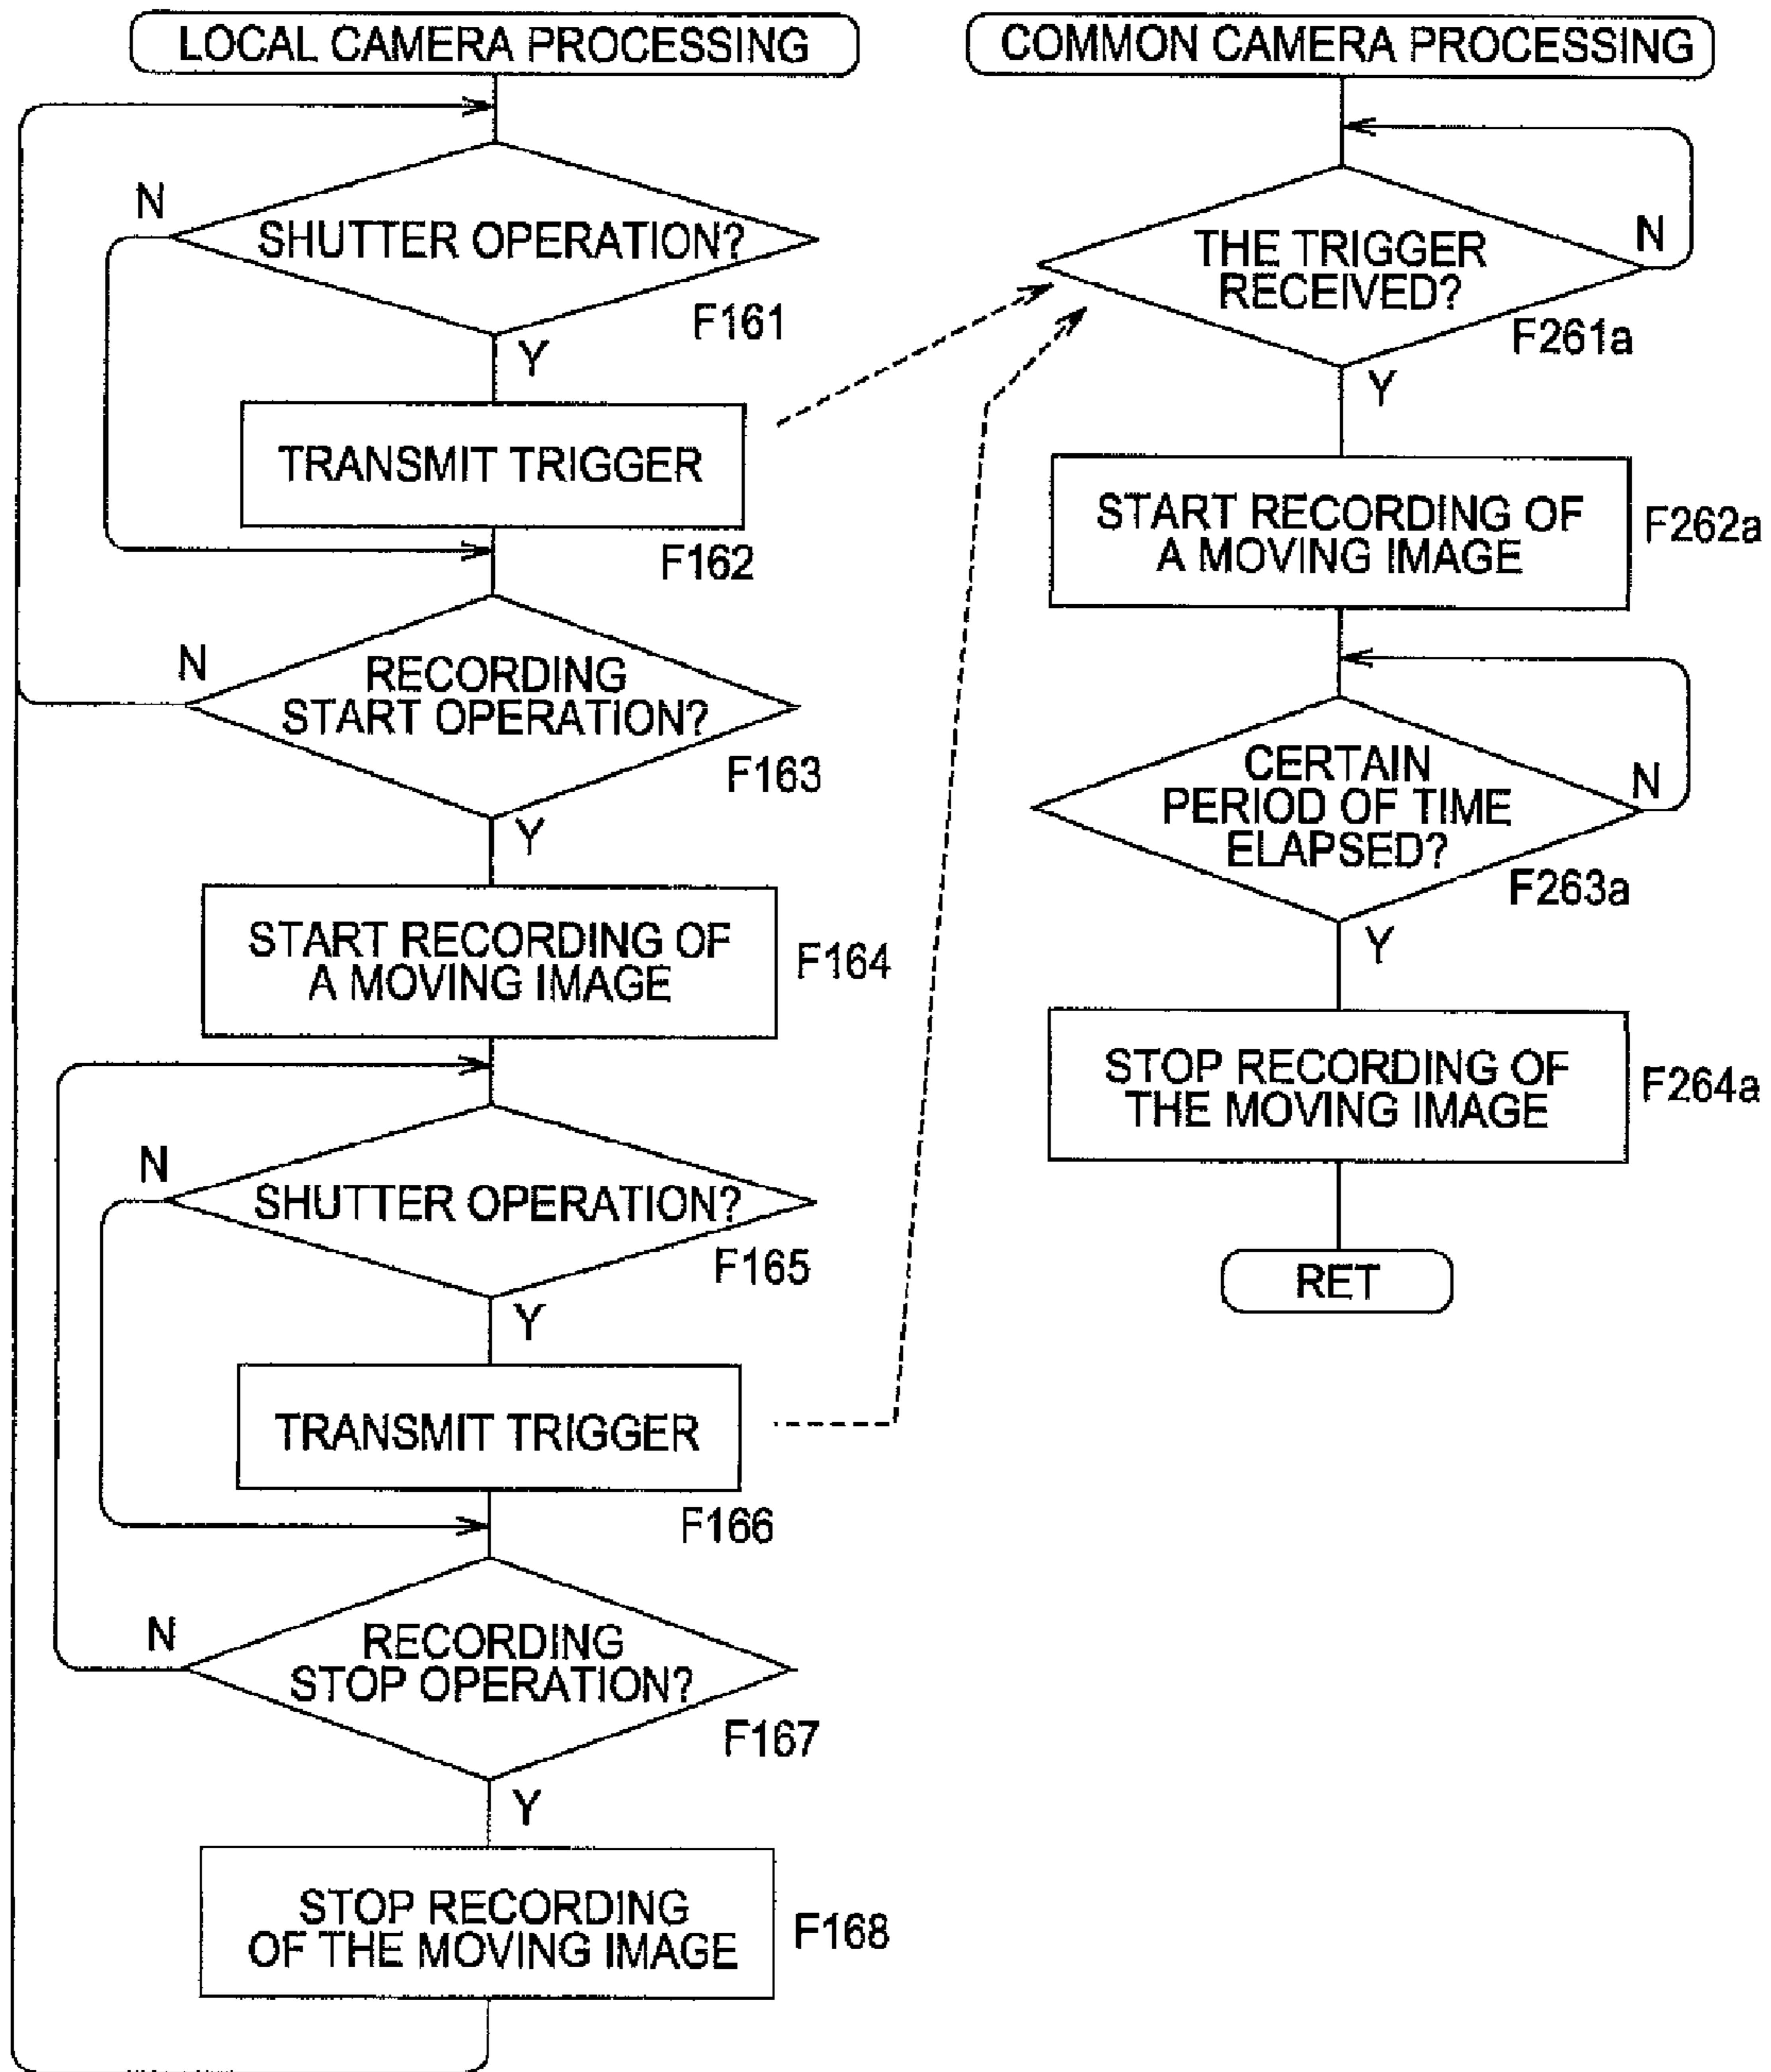 LOCAL CAMERA PROCESSING
N
SHUTTER OPERATION?
F161
Y
TRANSMIT TRIGGER
F162
N
RECORDING
START OPERATION?
F163
Y
START RECORDING OF
A MOVING IMAGE
F164
N
SHUTTER OPERATION?
F165
Y
TRANSMIT TRIGGER
F166
N
RECORDING
STOP OPERATION?
F167
Y
STOP RECORDING
OF THE MOVING IMAGE
F168
COMMON CAMERA PROCESSING
THE TRIGGER
RECEIVED?
N
F261a
Y
START RECORDING OF
A MOVING IMAGE
F262a
CERTAIN
PERIOD OF TIME
ELAPSED?
N
F263a
Y
STOP RECORDING OF
THE MOVING IMAGE
F264a
RET